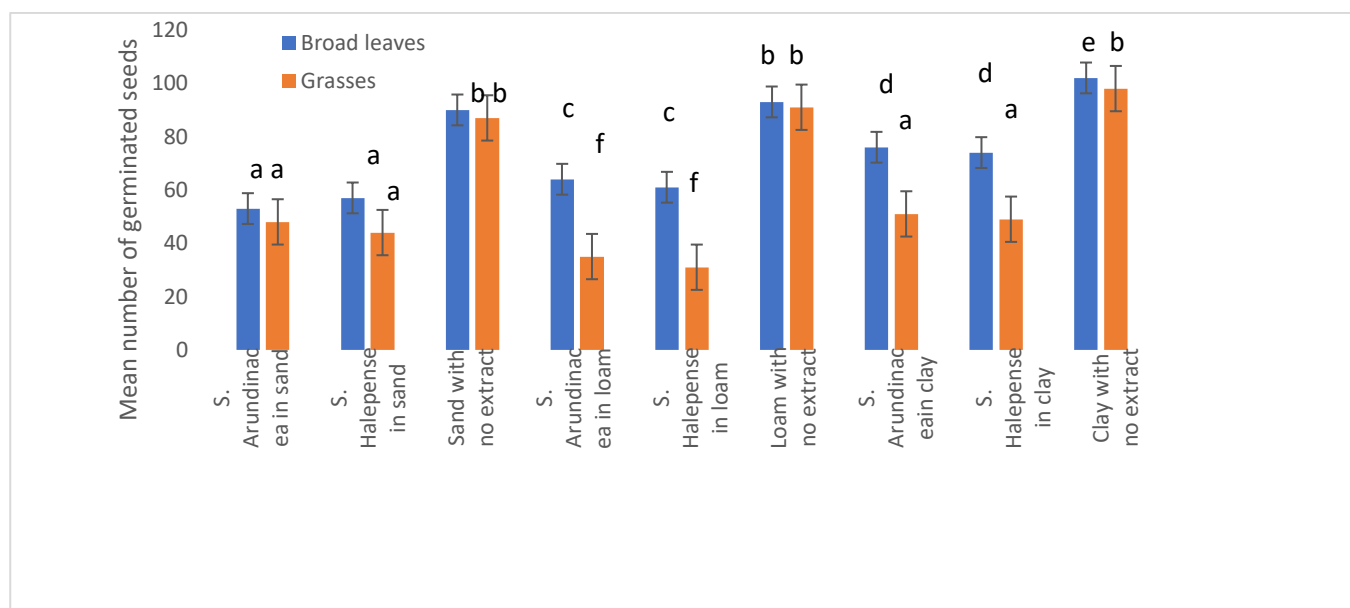 Mean number of germinated seeds
120
100
80
60
40
20
0
Broad leaves
Grasses
a a
a
a
b b
c
f
c
f
b b
d
a
d
a
e b
S.
Arundinac
ea in sand
S.
Halepense
in sand
Sand with
no extract
S.
Arundinac
ea in loam
S.
Halepense
in loam
Loam with
no extract
S.
Arundinac
eain clay
S.
Halepense
in clay
Clay with
no extract